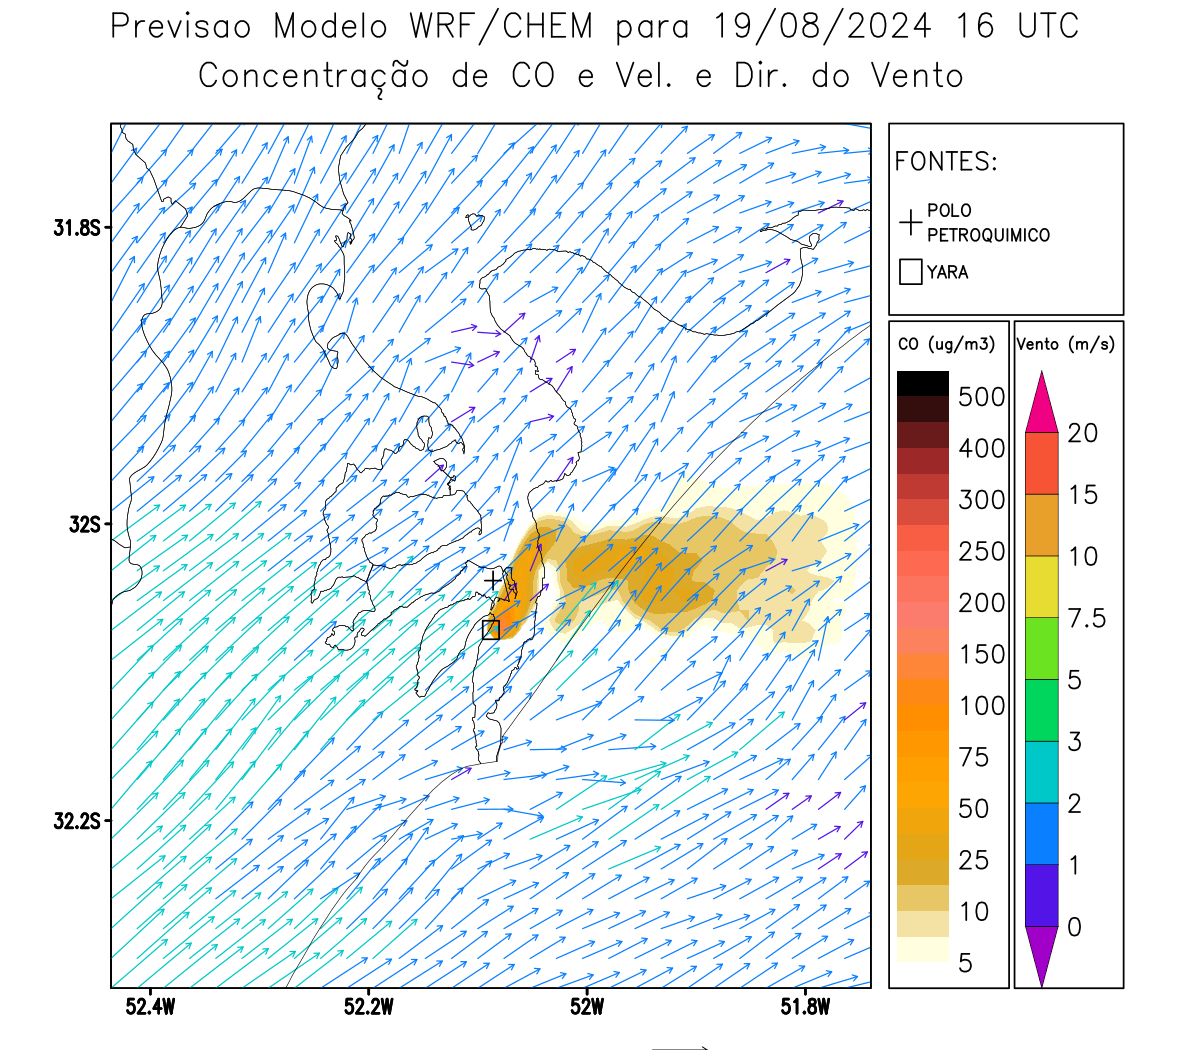 Previsao Modelo WRF/CHEM para 19/08/2024 16 UTC
Concentração de CO e Vel. e Dir. do Vento
FONTES:
POLO
PETROQUIMICO
YARA
CO (ug/m3)
500
400
300
250
200
150
100
75
50
25
10
5
Vento (m/s)
20
15
10
7.5
5
3
2
1
0
31.8S
32S
32.2S
52.4W
52.2W
52W
51.8W